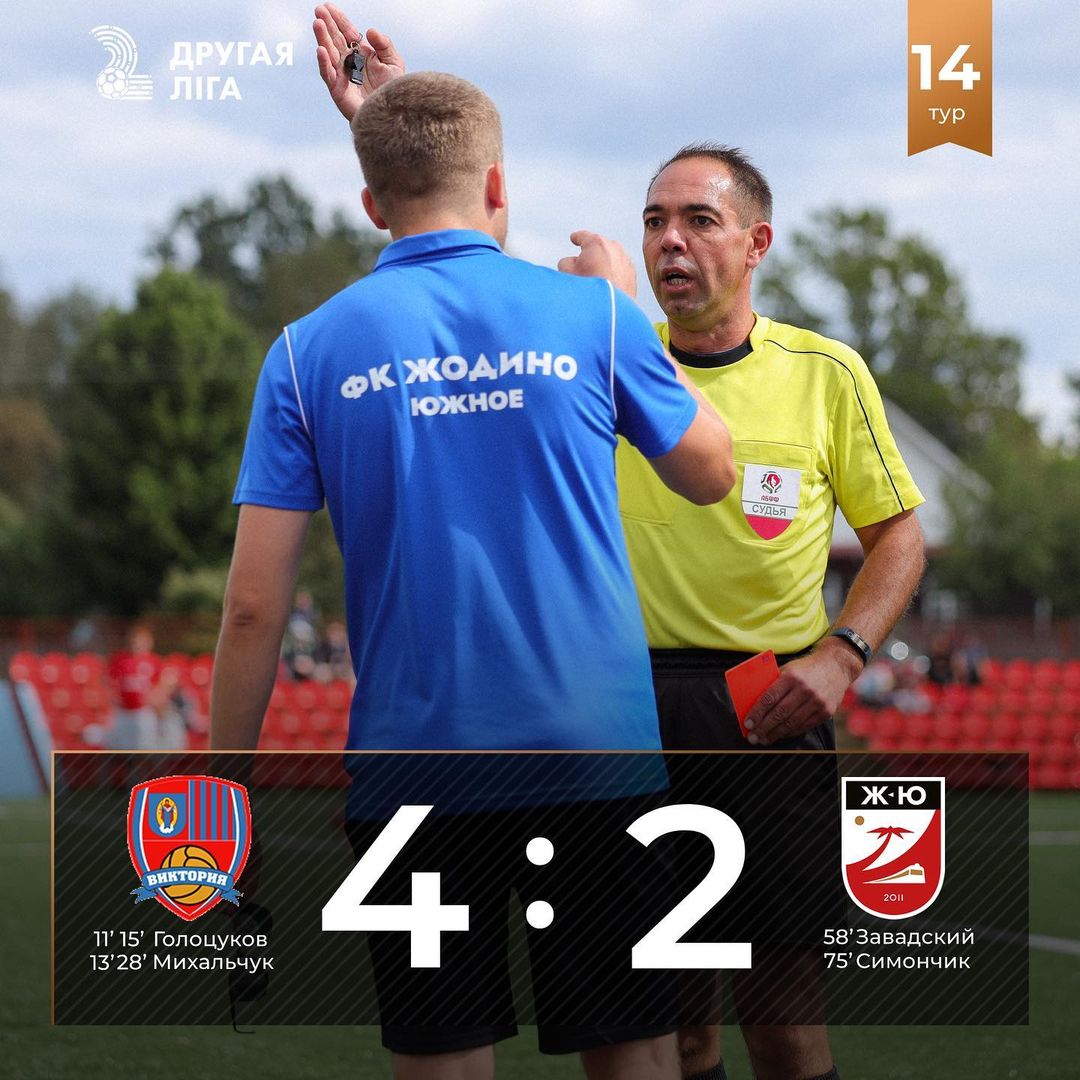 ДРУГАЯ
ЛІГА
14
тур
ФК ЖОДИНО
ЮЖНОЕ
АБФФ
СУДЬЯ
ВИКТОРИЯ
4 : 2
Ж·Ю
2011
11’ 15’ Голоцуков
13’28’ Михальчук
58’Завадский
75’Симончик